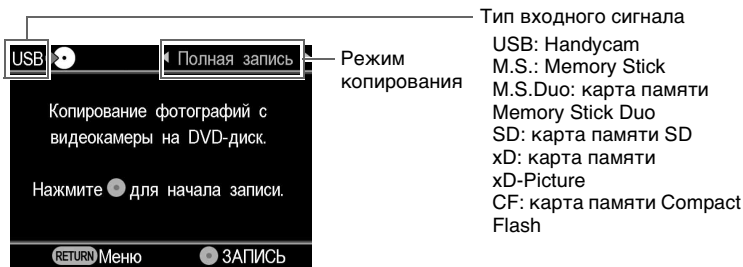 Тип входного сигнала
USB: Handycam
M.S.: Memory Stick
M.S.Duo: карта памяти
Memory Stick Duo
SD: карта памяти SD
xD: карта памяти
xD-Picture
CF: карта памяти Compact
Flash
Режим
копирования
USB
Полная запись
Копирование фотографий с
видеокамеры на DVD-диск.
Нажмите для начала записи.
RETURN Меню
ЗАПИСЬ